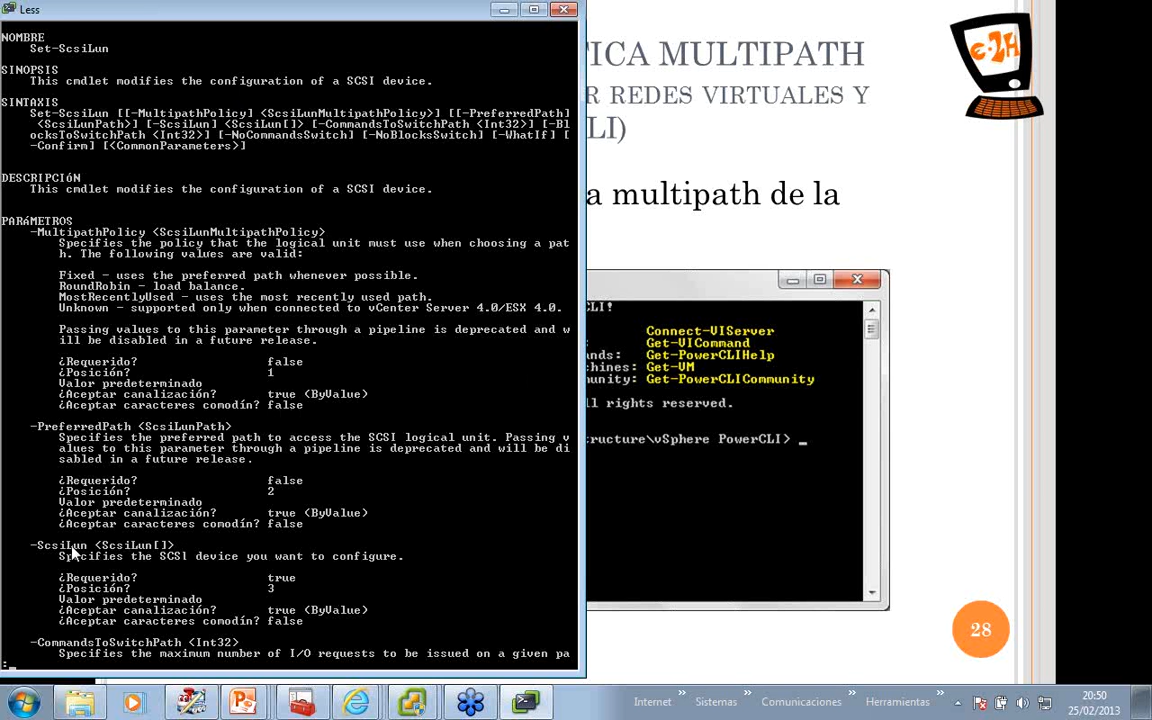 Less
NOMBRE
Set-ScsiLun
SINOPSIS
This cmdlet modifies the configuration of a SCSI device.
SINTAXIS
Set-ScsiLun [[-MultipathPolicy] <ScsiLunMultipathPolicy>] [[-PreferredPath]
<ScsiLunPath>] [-ScsiLun] <ScsiLun[]> [-CommandsToSwitchPath <Int32>] [-Bl
ocksToSwitchPath <Int32>] [-NoCommandsSwitch] [-NoBlocksSwitch] [-WhatIf] [
-Confirm] [<CommonParameters>]
DESCRIPCIóN
This cmdlet modifies the configuration of a SCSI device.
PARáMETROS
-MultipathPolicy <ScsiLunMultipathPolicy>
Specifies the policy that the logical unit must use when choosing a pat
h. The following values are valid:
Fixed - uses the preferred path whenever possible.
RoundRobin - load balance.
MostRecentlyUsed - uses the most recently used path.
Unknown - supported only when connected to vCenter Server 4.0/ESX 4.0.
Passing values to this parameter through a pipeline is deprecated and w
ill be disabled in a future release.
¿Requerido? false
¿Posición? 1
Valor predeterminado
¿Aceptar canalización? true (ByValue)
¿Aceptar caracteres comodín? false
-PreferredPath <ScsiLunPath>
Specifies the preferred path to access the SCSI logical unit. Passing v
alues to this parameter through a pipeline is deprecated and will be di
sabled in a future release.
¿Requerido? false
¿Posición? 2
Valor predeterminado
¿Aceptar canalización? true (ByValue)
¿Aceptar caracteres comodín? false
-ScsiLun <ScsiLun[]>
Specifies the SCSI device you want to configure.
¿Requerido? true
¿Posición? 3
Valor predeterminado
¿Aceptar canalización? true (ByValue)
¿Aceptar caracteres comodín? false
-CommandsToSwitchPath <Int32>
Specifies the maximum number of I/O requests to be issued on a given pa
:
TICA MULTIPATH
R REDES VIRTUALES Y
LI)
a multipath de la
e-2H
CLI!
Connect-VIServer
: Get-VICommand
ands: Get-PowerCLIHelp
chines: Get-VM
munity: Get-PowerCLICommunity
ll rights reserved.
ructure\vSphere PowerCLI> _
28
Internet » Sistemas » Comunicaciones » Herramientas »
20:50
25/02/2013